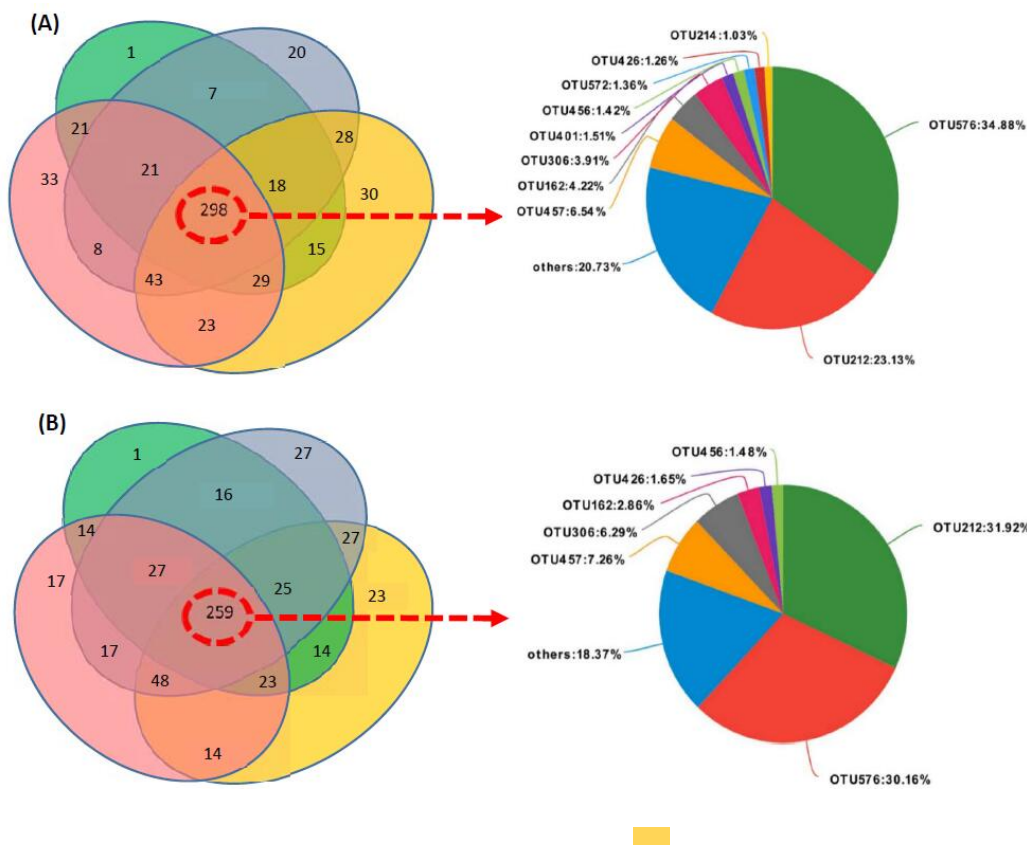 (A)
1
20
7
21
28
33
21
18
30
298
8
15
43
29
23
OTU214:1.03%
OTU426:1.26%
OTU572:1.36%
OTU456:1.42%
OTU401:1.51%
OTU306:3.91%
OTU162:4.22%
OTU457:6.54%
others:20.73%
OTU576:34.88%
OTU212:23.13%
(B)
1
27
16
14
27
17
27
25
23
259
17
14
48
23
14
OTU456:1.48%
OTU426:1.65%
OTU162:2.86%
OTU306:6.29%
OTU457:7.26%
others:18.37%
OTU212:31.92%
OTU576:30.16%